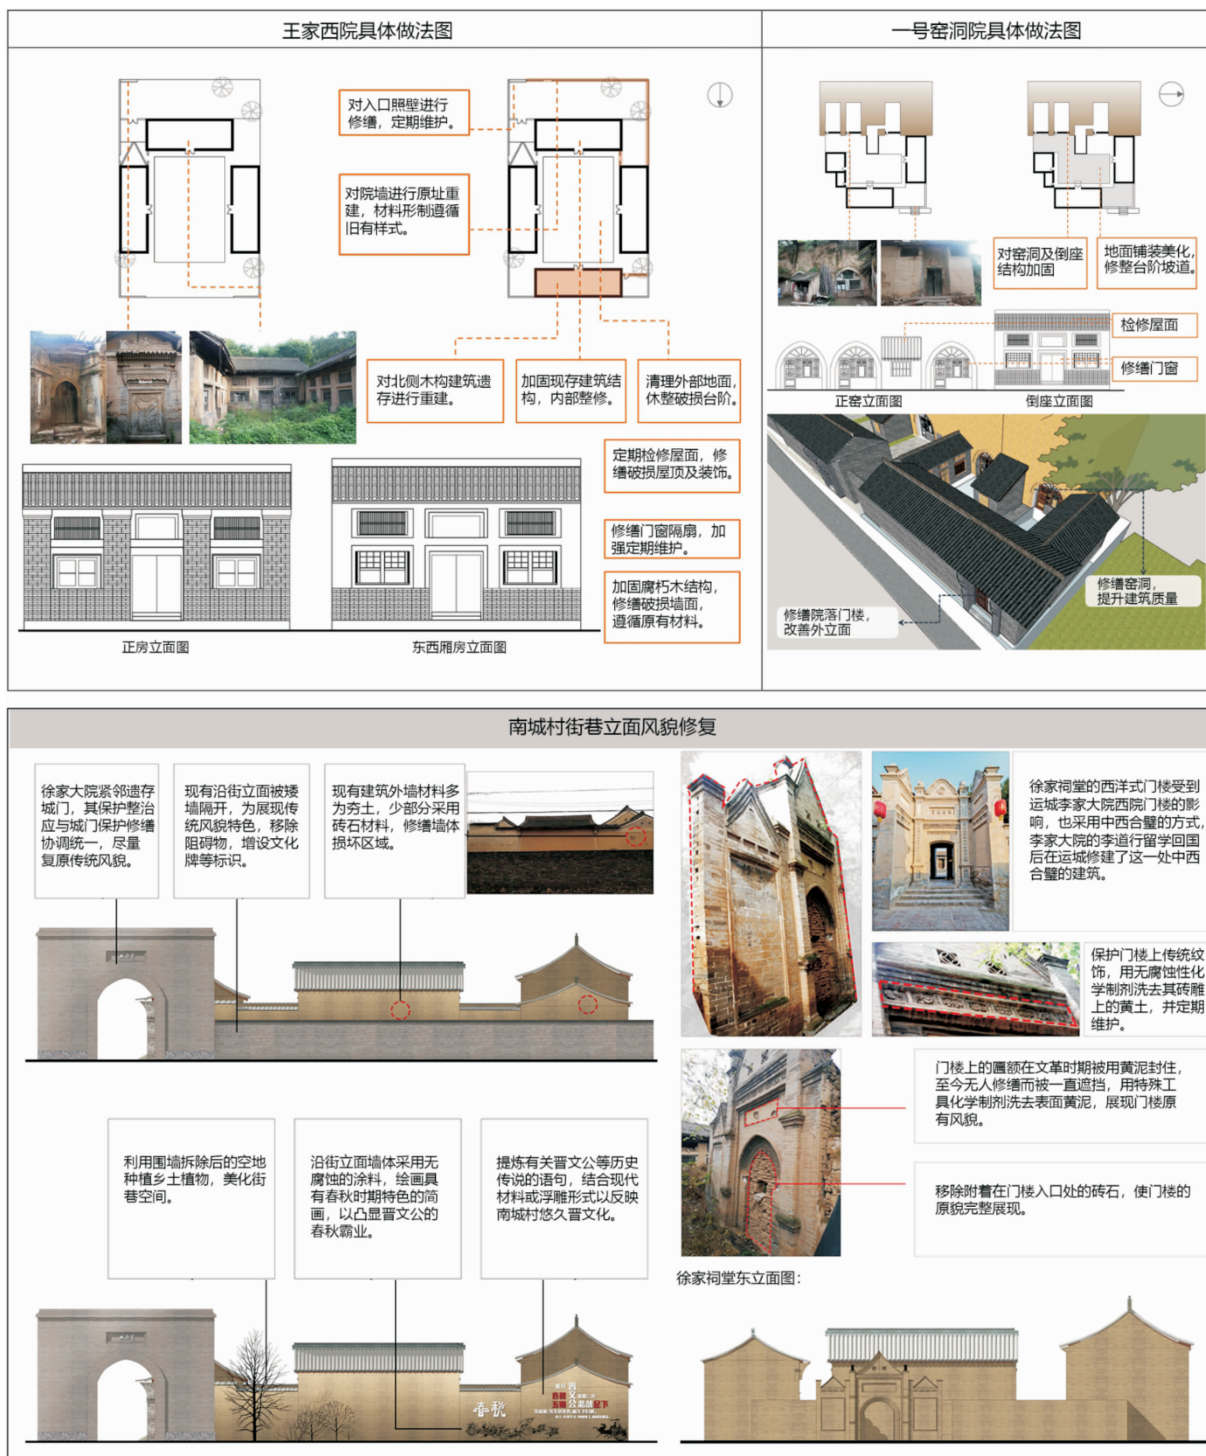 王家西院具体做法图
对入口照壁进行
修缮，定期维护。
对院墙进行原址重
建，材料形制遵循
旧有样式。
对北侧木构建筑遗
存进行重建。
加固现存建筑结
构，内部整修。
清理外部地面，
休整破损台阶。
定期检修屋面，修
缮破损屋顶及装饰。
修缮门窗隔扇，加
强定期维护。
加固腐朽木结构，
修缮破损墙面，
遵循原有材料。
正房立面图
东西厢房立面图
一号窑洞院具体做法图
对窑洞及倒座
结构加固
地面铺装美化，
修整台阶坡道。
检修屋面
修缮门窗
正窑立面图
倒座立面图
修缮窑洞，
提升建筑质量
修缮院落门楼，
改善外立面
南城村街巷立面风貌修复
徐家大院紧邻遗存
城门，其保护整治
应与城门保护修缮
协调统一，尽量
复原传统风貌。
现有沿街立面被矮
墙隔开，为展现传
统风貌特色，移除
阻碍物，增设文化
牌等标识。
现有建筑外墙材料多
为夯土，少部分采用
砖石材料，修缮墙体
损坏区域。
徐家祠堂的西洋式门楼受到
运城李家大院西院门楼的影
响，也采用中西合璧的方式，
李家大院的李道行留学回国
后在运城修建了这一处中西
合璧的建筑。
保护门楼上传统纹
饰，用无腐蚀性化
学制剂洗去其砖雕
上的黄土，并定期
维护。
门楼上的匾额在文革时期被用黄泥封住，
至今无人修缮而被一直遮挡，用特殊工
具化学制剂洗去表面黄泥，展现门楼原
有风貌。
移除附着在门楼入口处的砖石，使门楼的
原貌完整展现。
利用围墙拆除后的空地
种植乡土植物，美化街
巷空间。
沿街立面墙体采用无
腐蚀的涂料，绘画具
有春秋时期特色的简
画，以凸显晋文公的
春秋霸业。
提炼有关晋文公等历史
传说的语句，结合现代
材料或浮雕形式以反映
南城村悠久晋文化。
春秋
徐家祠堂东立面图：